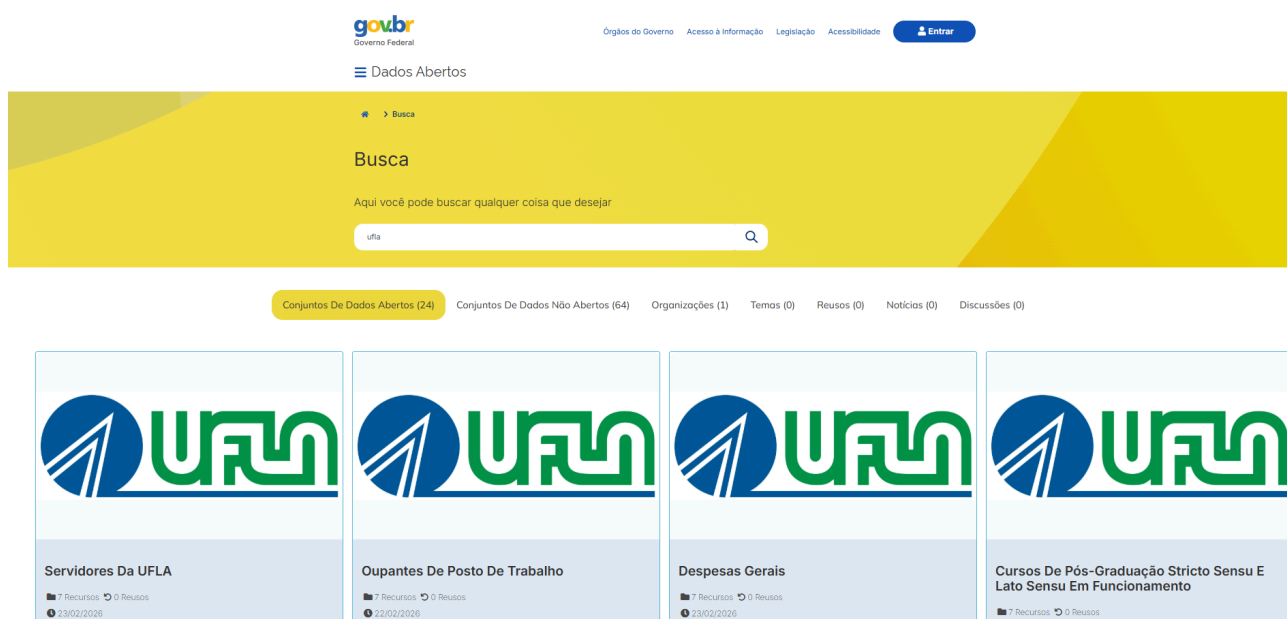 gov.br
Governo Federal
Órgãos do Governo Acesso à Informação Legislação Acessibilidade Entrar
Dados Abertos
Busca
Busca
Aqui você pode buscar qualquer coisa que desejar
ufla
Conjuntos De Dados Abertos (24) Conjuntos De Dados Não Abertos (64) Organizações (1) Temas (0) Reusos (0) Notícias (0) Discussões (0)
UFLA UFLA UFLA UFLA
Servidores Da UFLA
7 Recursos 0 Reusos
23/02/2026
Oupantes De Posto De Trabalho
7 Recursos 0 Reusos
22/02/2026
Despesas Gerais
7 Recursos 0 Reusos
23/02/2026
Cursos De Pós-Graduação Stricto Sensu E
Lato Sensu Em Funcionamento
7 Recursos 0 Reusos